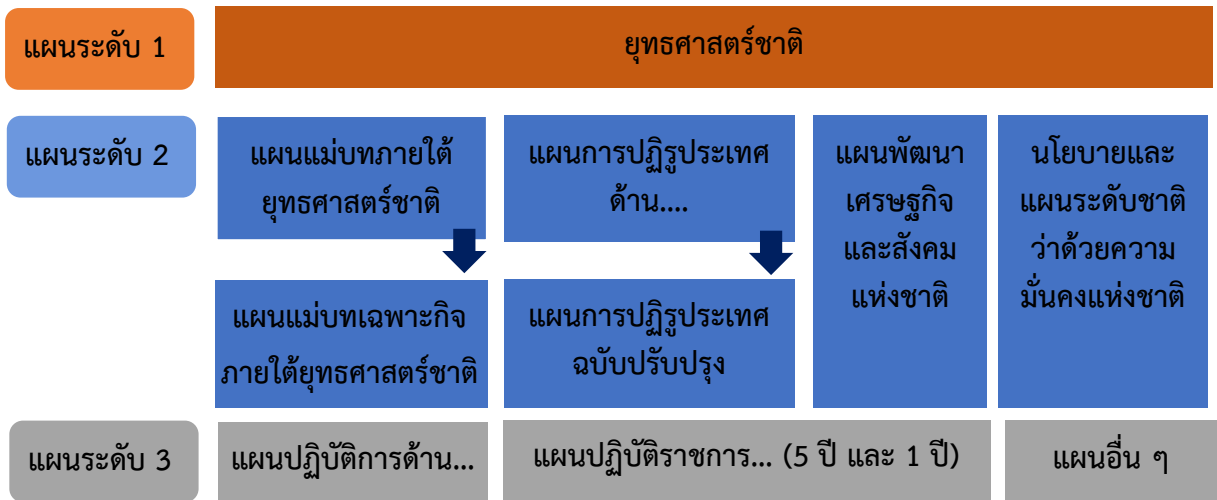 แผนระดับ 1
ยุทธศาสตร์ชาติ
แผนระดับ 2
แผนแม่บทภายใต้
ยุทธศาสตร์ชาติ
แผนการปฏิรูประเทศ
ด้าน....
แผนพัฒนา
เศรษฐกิจ
และสังคม
แห่งชาติ
นโยบายและ
แผนระดับชาติ
ว่าด้วยความ
มั่นคงแห่งชาติ
แผนแม่บทเฉพาะกิจ
ภายใต้ยุทธศาสตร์ชาติ
แผนการปฏิรูประเทศ
ฉบับปรับปรุง
แผนระดับ 3
แผนปฏิบัติการด้าน...
แผนปฏิบัติราชการ... (5 ปี และ 1 ปี)
แผนอื่น ๆ